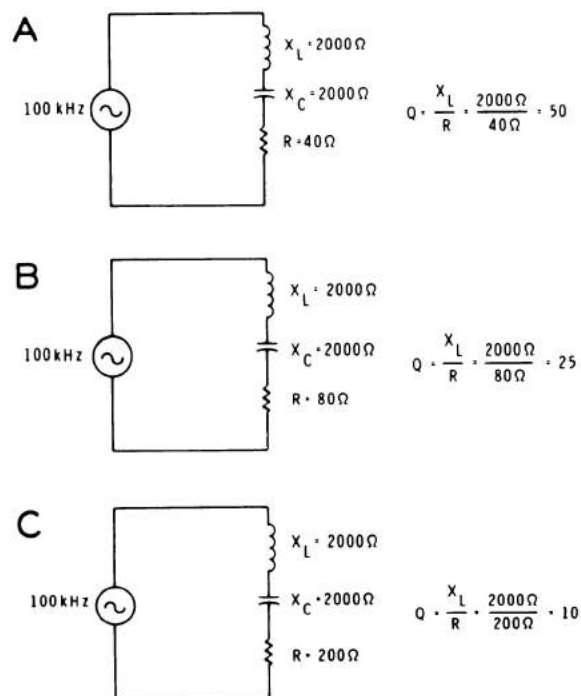 A
X_L = 2000Ω
100 kHz
X_C = 2000Ω
Q = X_L / R = 2000Ω / 40Ω = 50
R = 40Ω
B
X_L = 2000Ω
100kHz
X_C = 2000Ω
Q = X_L / R = 2000Ω / 80Ω = 25
R = 80Ω
C
X_L = 2000Ω
100kHz
X_C = 2000Ω
Q = X_L / R = 2000Ω / 200Ω = 10
R = 200Ω